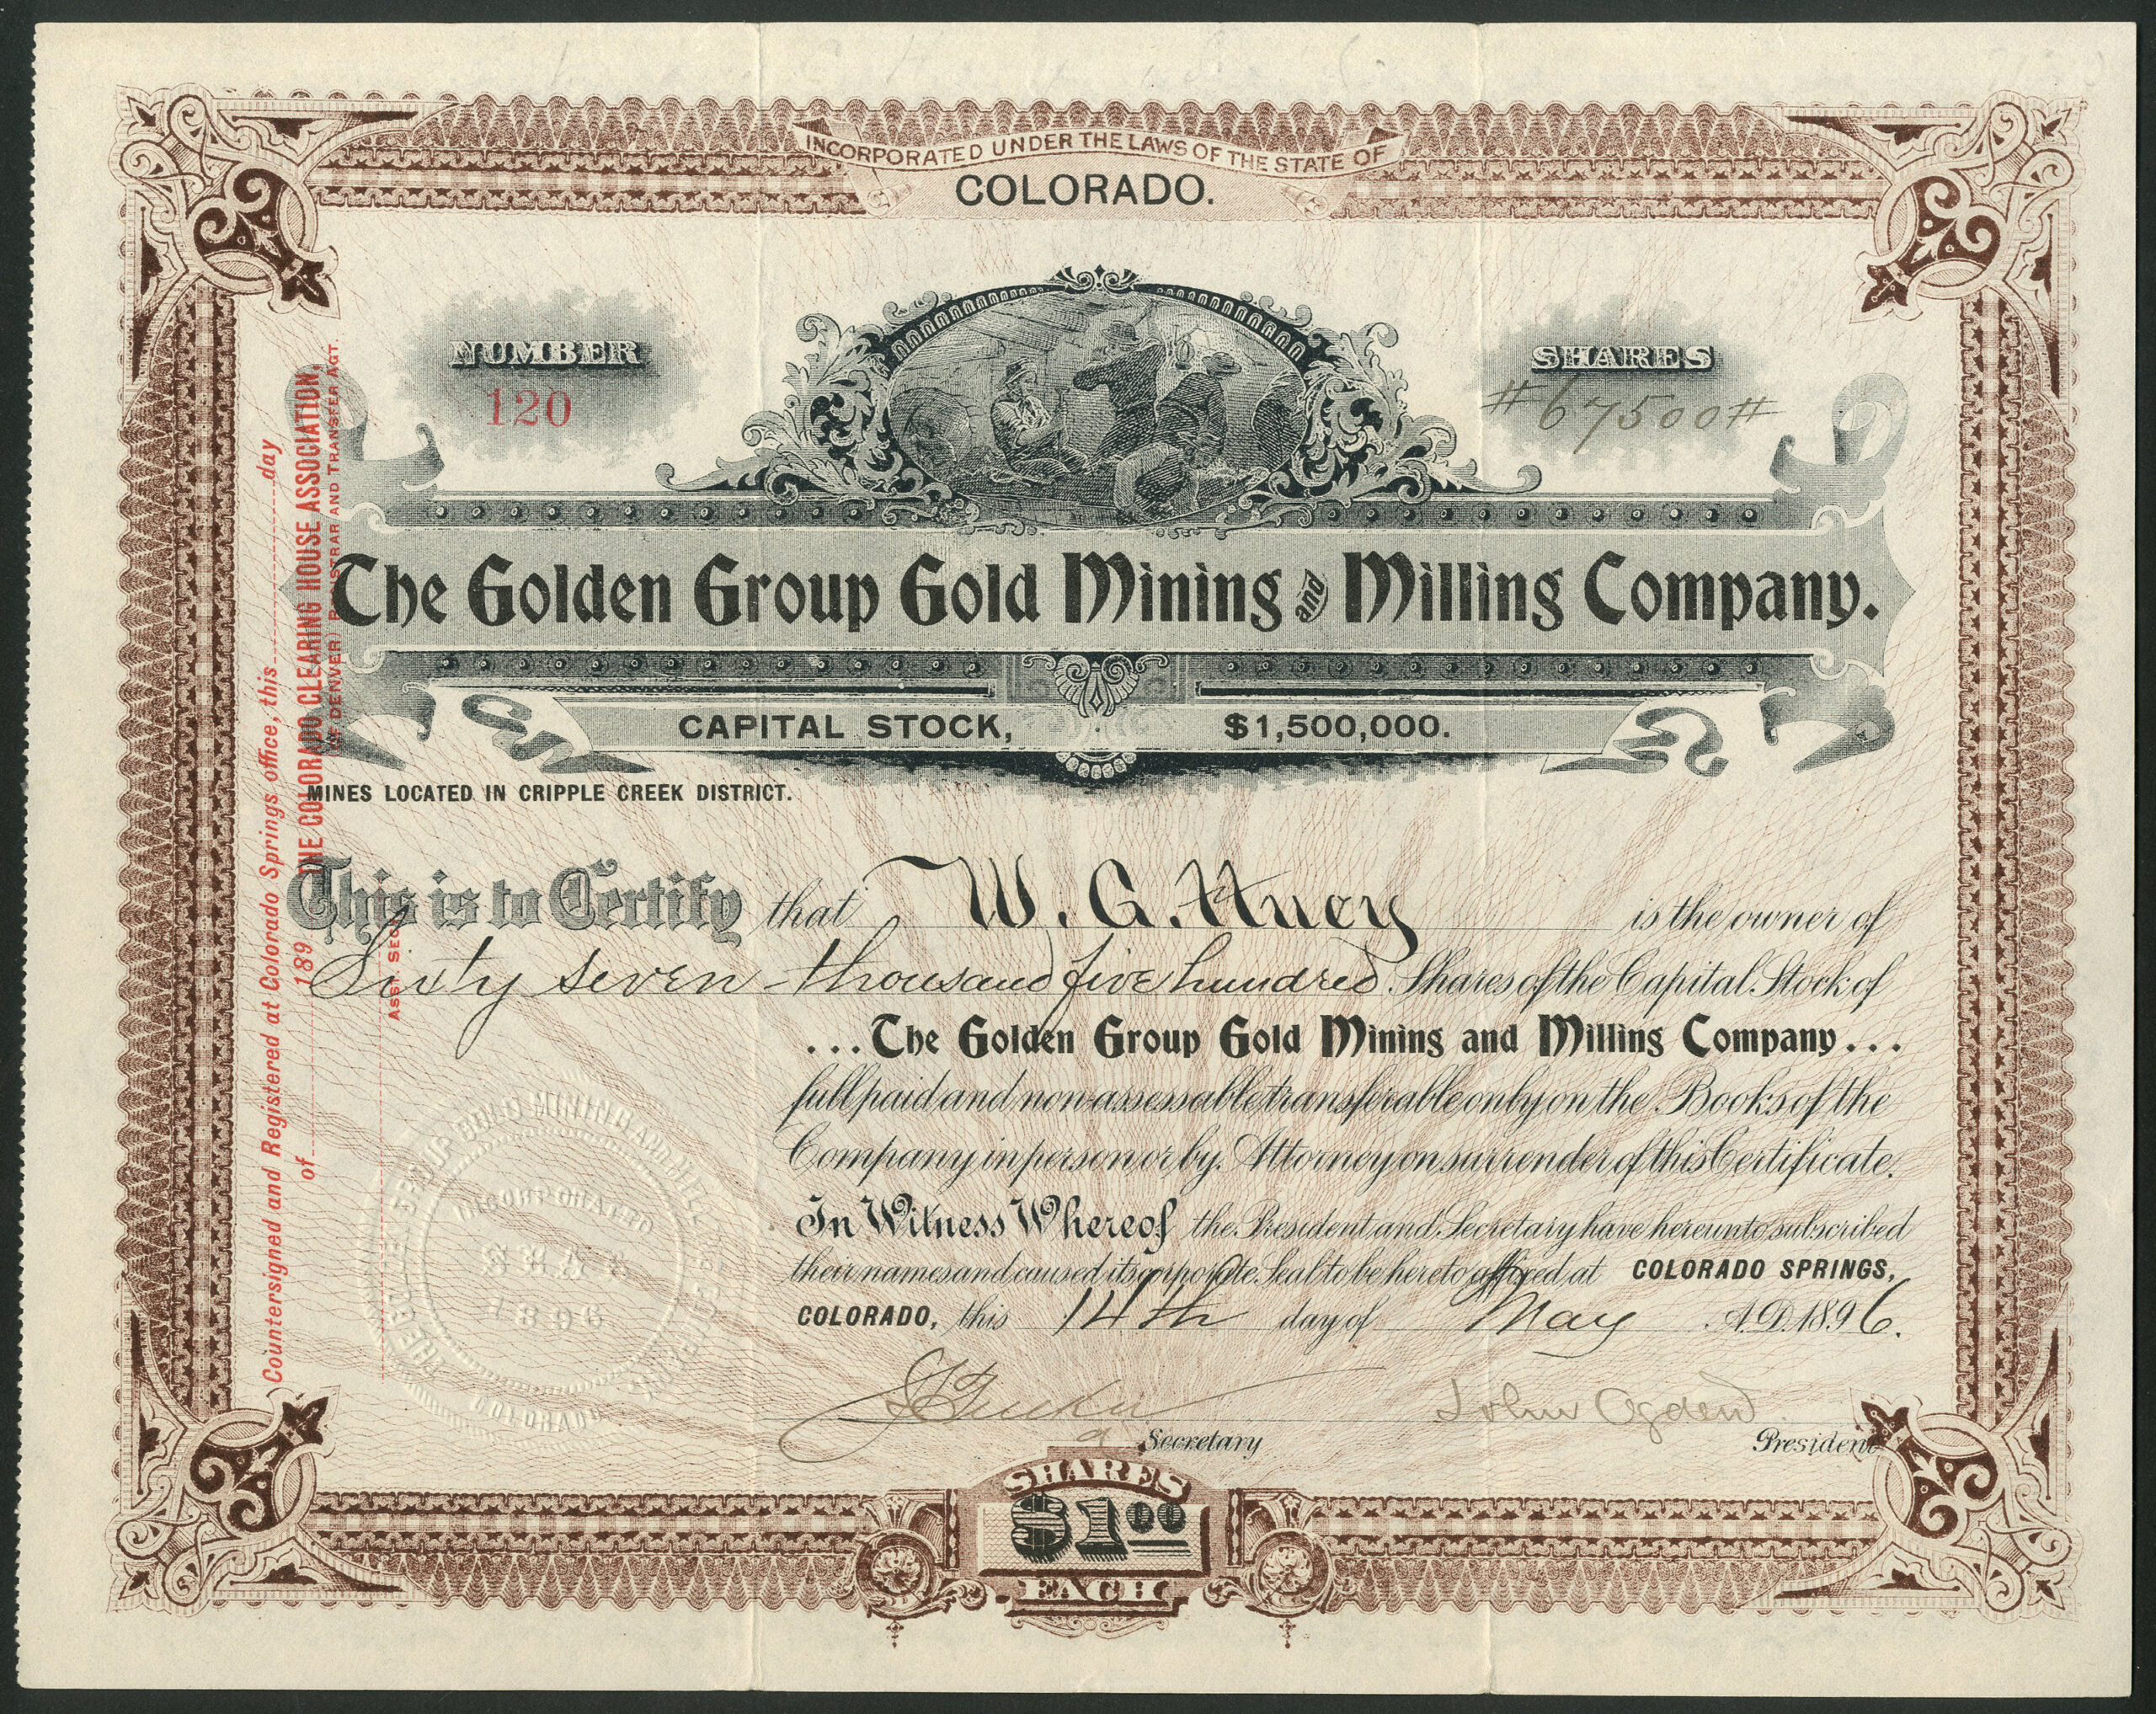 INCORPORATED UNDER THE LAWS OF THE STATE OF
COLORADO.
NUMBER
120
SHARES
#67500#
The Golden Group Gold Mining and Milling Company.
CAPITAL STOCK, $1,500,000.
MINES LOCATED IN CRIPPLE CREEK DISTRICT.
This is to Certify that W. G. is the owner of
Sixty seven thousand five hundred Shares of the Capital Stock of
...The Golden Group Gold Mining and Milling Company...
full paid and non-assessable transferable only on the Books of the
Company in person or by Attorney on surrender of this Certificate.
In Witness Whereof the President and Secretary have hereunto subscribed
their names and caused its corporate Seal to be hereto affixed at COLORADO SPRINGS,
COLORADO, this 14th day of May A.D. 1896.
John Ogden
Secretary
President
SHARES
$1.00
EACH
Countersigned and Registered at Colorado Springs office, this day
of 189
THE COLORADO CLEARING HOUSE ASSOCIATION,
(OF DENVER) REGISTRAR AND TRANSFER AGT.
ASST. SEC.
INCORPORATED
1896
COLORADO